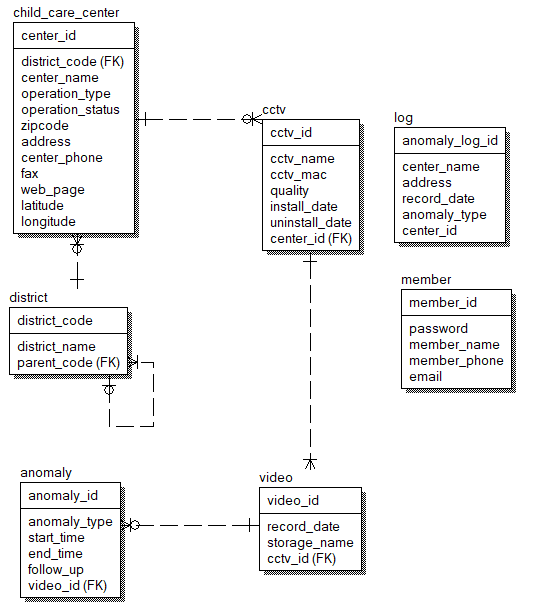 child_care_center
center_id
district_code (FK)
center_name
operation_type
operation_status
zipcode
address
center_phone
fax
web_page
latitude
longitude
cctv
cctv_id
cctv_name
cctv_mac
quality
install_date
uninstall_date
center_id (FK)
log
anomaly_log_id
center_name
address
record_date
anomaly_type
center_id
district
district_code
district_name
parent_code (FK)
member
member_id
password
member_name
member_phone
email
anomaly
anomaly_id
anomaly_type
start_time
end_time
follow_up
video_id (FK)
video
video_id
record_date
storage_name
cctv_id (FK)